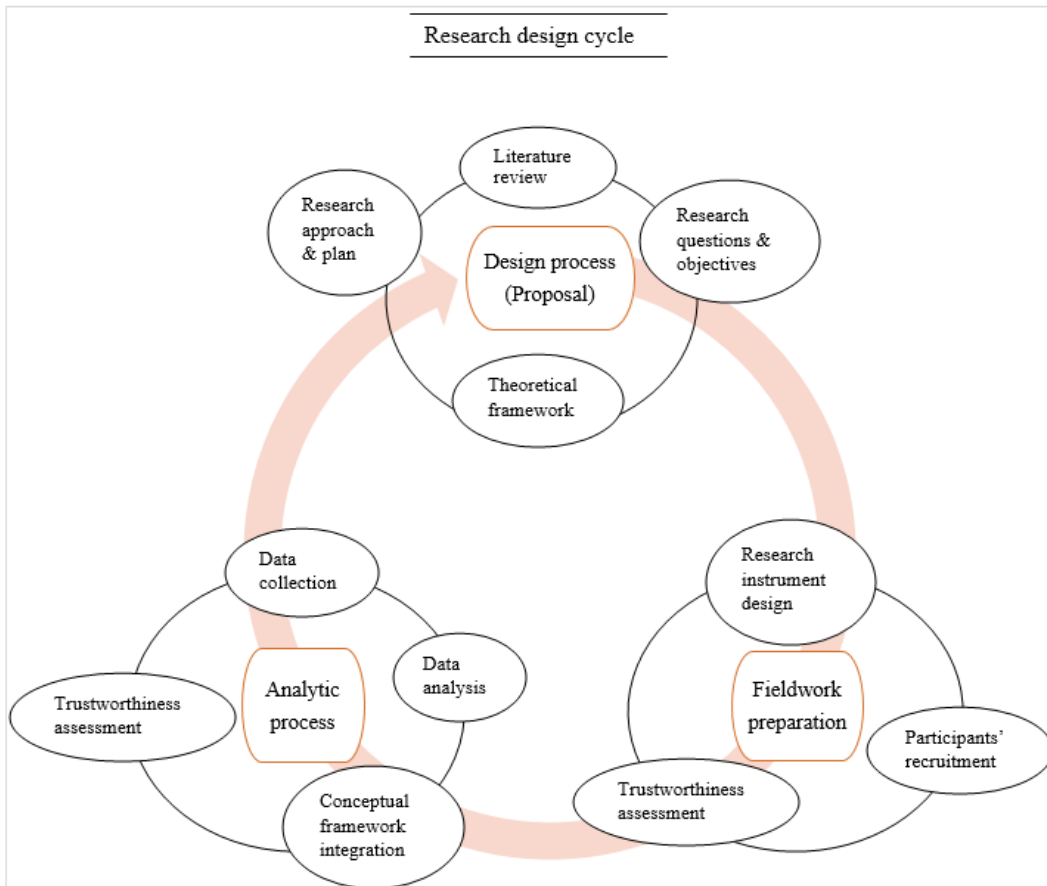 Research design cycle
Literature
review
Research
approach
& plan
Research
questions &
objectives
Design process
(Proposal)
Theoretical
framework
Data
collection
Data
analysis
Trustworthiness
assessment
Analytic
process
Conceptual
framework
integration
Research
instrument
design
Fieldwork
preparation
Participants’
recruitment
Trustworthiness
assessment